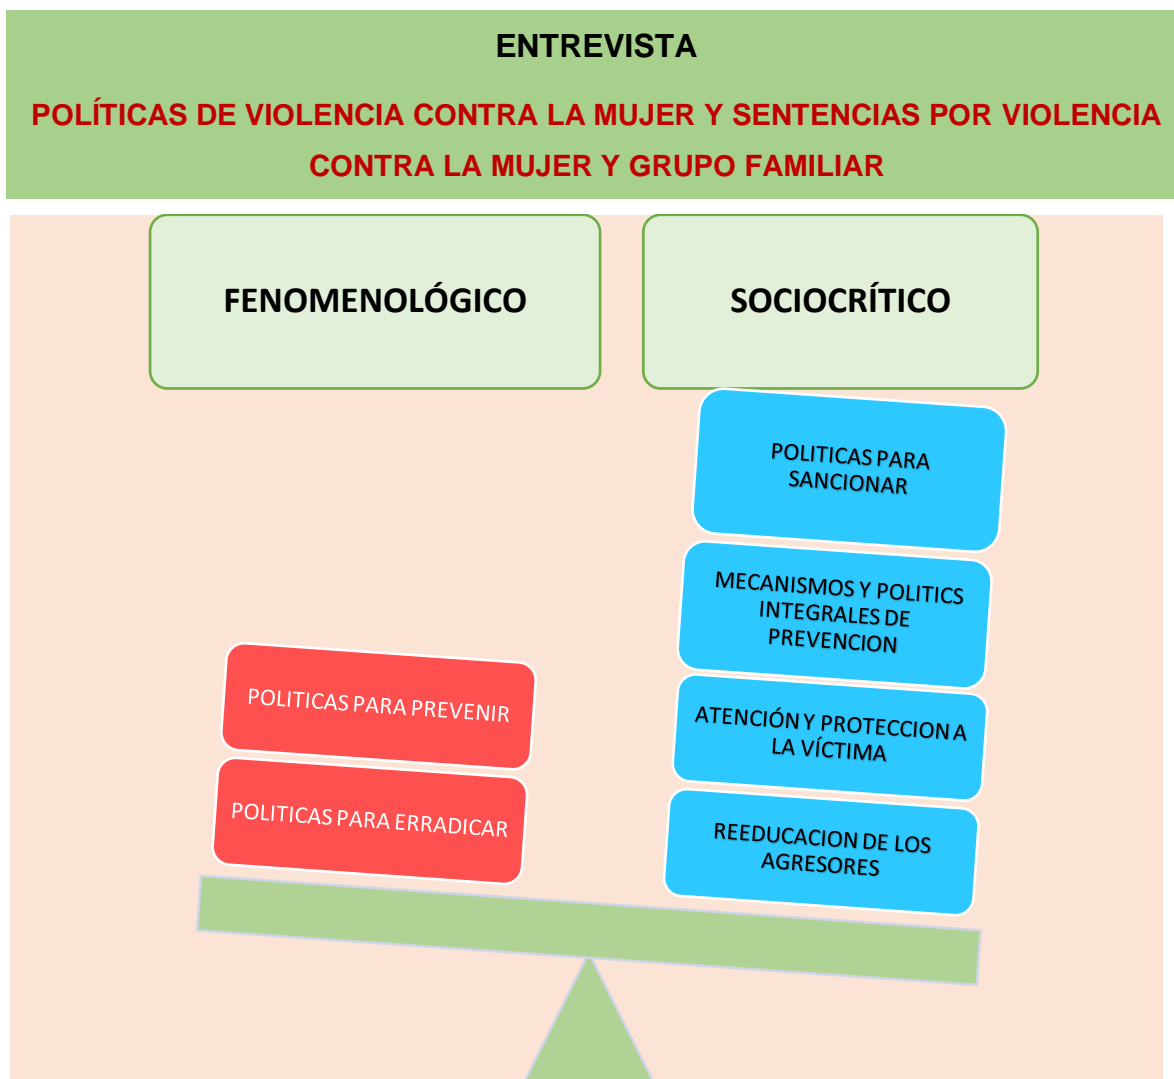 ENTREVISTA
POLÍTICAS DE VIOLENCIA CONTRA LA MUJER Y SENTENCIAS POR VIOLENCIA
CONTRA LA MUJER Y GRUPO FAMILIAR
FENOMENOLÓGICO
SOCIOCRÍTICO
POLITICAS PARA PREVENIR
POLITICAS PARA ERRADICAR
POLITICAS PARA
SANCIONAR
MECANISMOS Y POLITICS
INTEGRALES DE
PREVENCION
ATENCIÓN Y PROTECCION A
LA VÍCTIMA
REEDUCACION DE LOS
AGRESORES